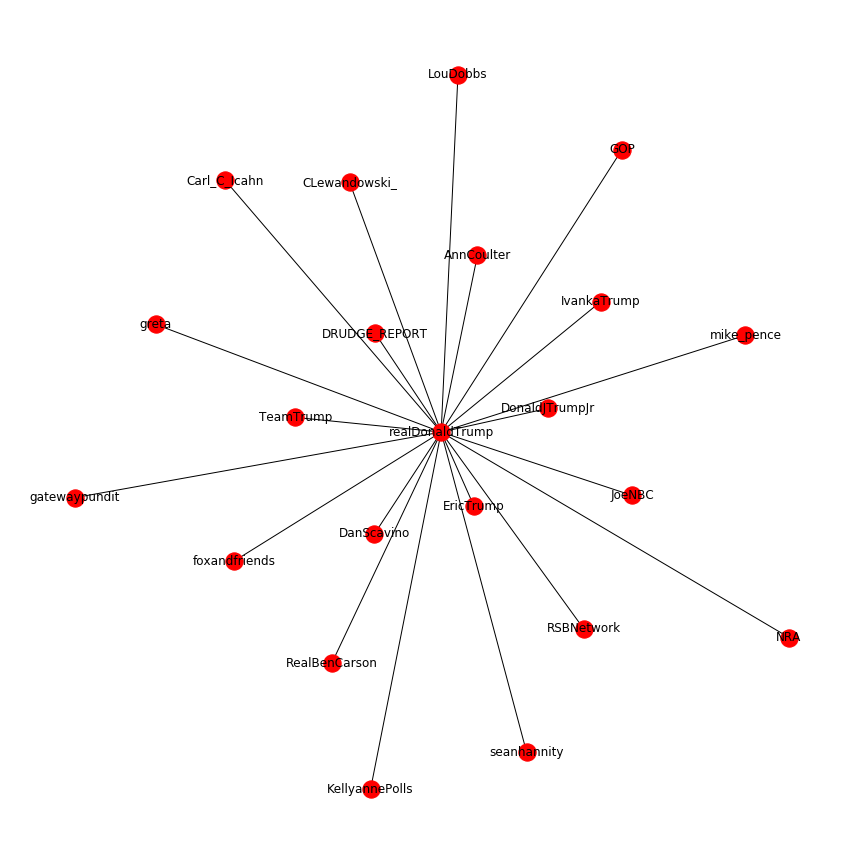 LouDobbs
GOP
Carl_C_Icahn
CLewandowski_
AnnCoulter
IvankaTrump
greta
DRUDGE_REPORT
mike_pence
TeamTrump
DonaldJTrumpJr
realDonaldTrump
gatewaypundit
JoeNBC
EricTrump
DanScavino
foxandfriends
RSBNetwork
NRA
RealBenCarson
seanhannity
KellyannePolls